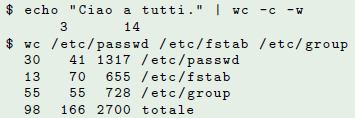 $ echo "Ciao a tutti." | wc -c -w
3 14
$ wc /etc/passwd /etc/fstab /etc/group
30 41 1317 /etc/passwd
13 70 655 /etc/fstab
55 55 728 /etc/group
98 166 2700 totale